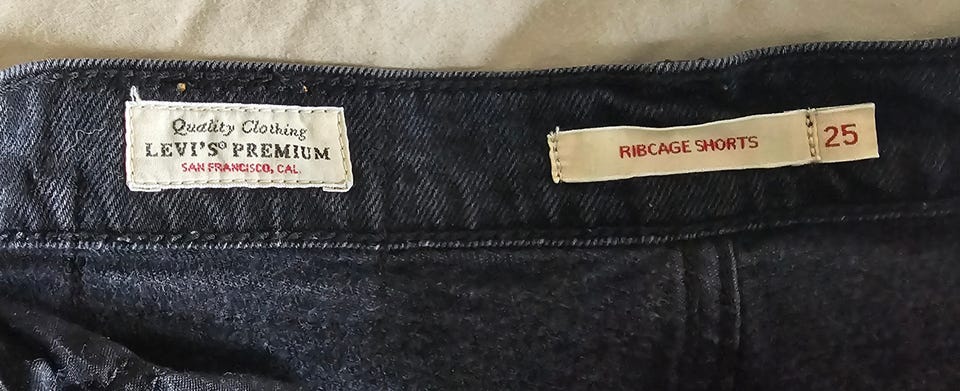 Quality Clothing
LEVI'S® PREMIUM
SAN FRANCISCO, CAL.
RIBCAGE SHORTS 25